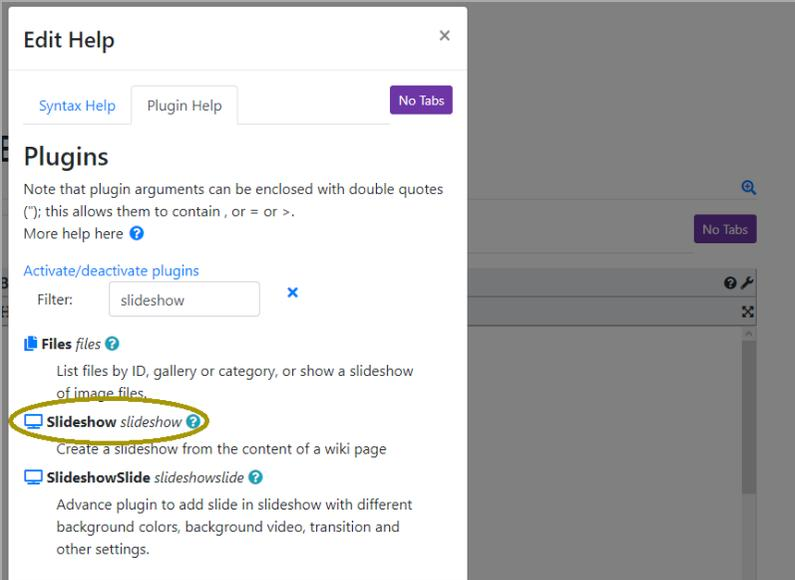 Edit Help
×
Syntax Help
Plugin Help
No Tabs
Plugins
Note that plugin arguments can be enclosed with double quotes
("); this allows them to contain , or = or >.
More help here ?
Activate/deactivate plugins
Filter:
slideshow
Files files ?
List files by ID, gallery or category, or show a slideshow
of image files.
Slideshow slideshow ?
Create a slideshow from the content of a wiki page
SlideshowSlide slideshowslide ?
Advance plugin to add slide in slideshow with different
background colors, background video, transition and
other settings.
No Tabs
?